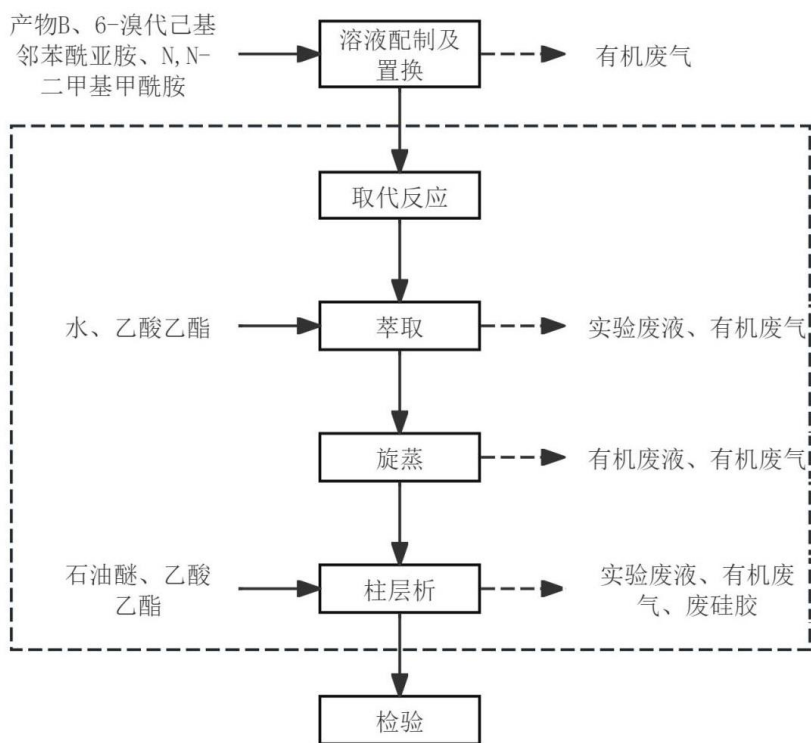 产物B、6-溴代己基
邻苯酰亚胺、N,N-
二甲基甲酰胺
溶液配制及
置换
有机废气
取代反应
水、乙酸乙酯
萃取
实验废液、有机废气
旋蒸
有机废液、有机废气
石油醚、乙酸
乙酯
柱层析
实验废液、有机废
气、废硅胶
检验